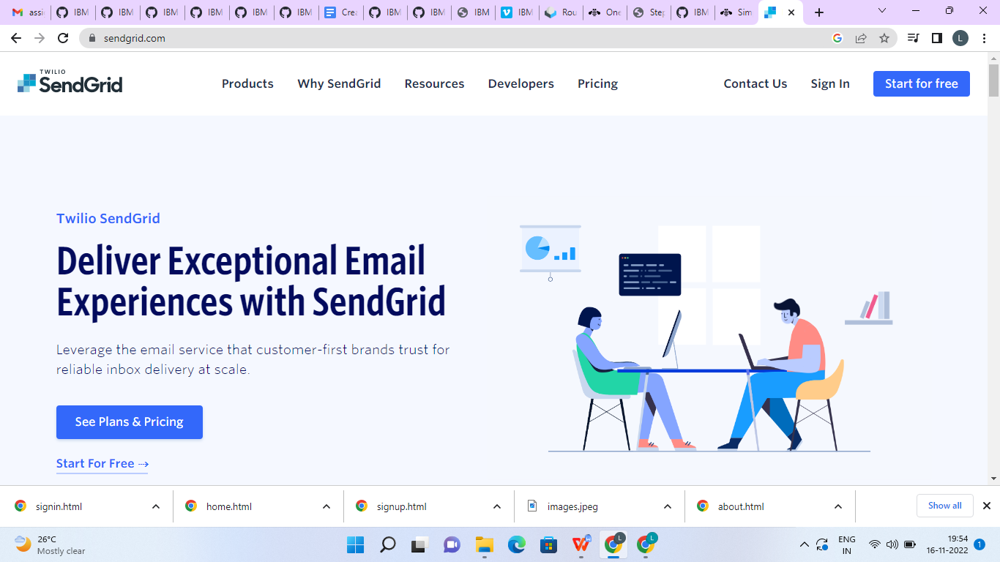 assi
IBM
IBM
IBM
IBM
IBM
IBM
Crea
IBM
IBM
IBM
IBM
Rou
One
Step
IBM
Sim
sendgrid.com
L
TWILIO
SendGrid
Products
Why SendGrid
Resources
Developers
Pricing
Contact Us
Sign In
Start for free
Twilio SendGrid
Deliver Exceptional Email
Experiences with SendGrid
Leverage the email service that customer-first brands trust for
reliable inbox delivery at scale.
See Plans & Pricing
Start For Free
signin.html
home.html
signup.html
images.jpeg
about.html
Show all
26°C
Mostly clear
L
L
ENG
IN
19:54
16-11-2022
1